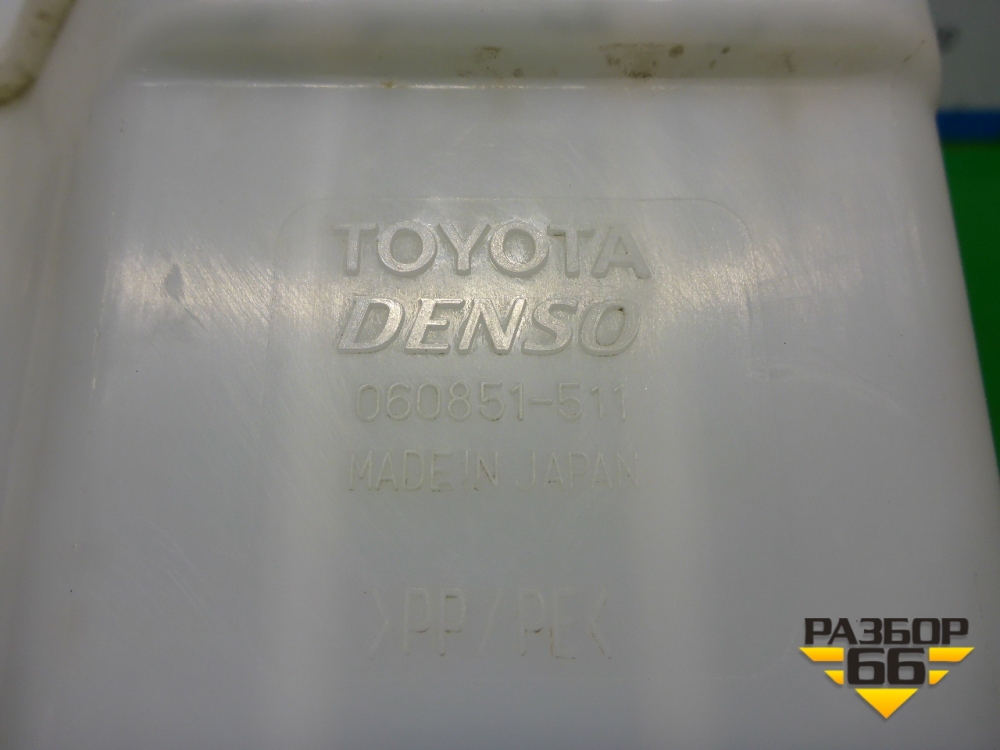 TOYOTA
DENSO
060851-511
MADE IN JAPAN
>PP/PE<
РАЗБОР
66